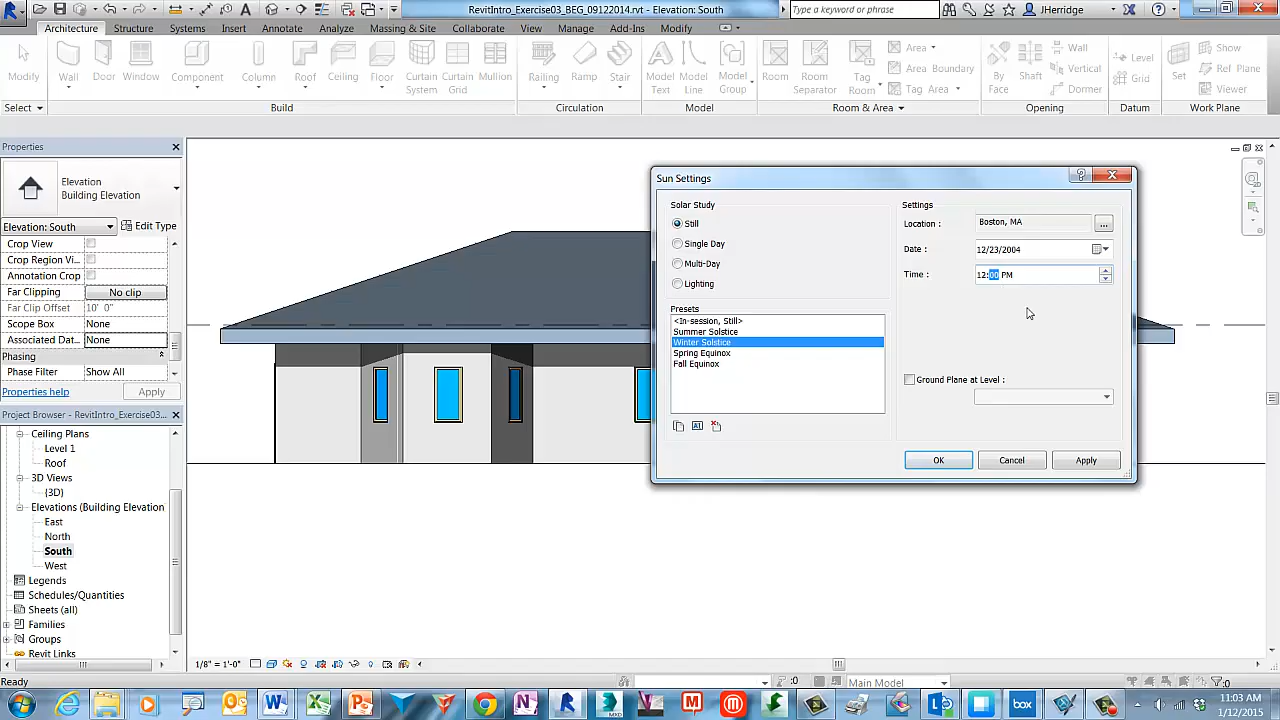 RevitIntro_Exercise03_BEG_09122014.rvt - Elevation: South
Type a keyword or phrase
JHerridge
Architecture Structure Systems Insert Annotate Analyze Massing & Site Collaborate View Manage Add-Ins Modify
Modify
Wall
Door
Window
Component
Column
Roof
Ceiling
Floor
Curtain System
Curtain Grid
Mullion
Railing
Ramp
Stair
Model Text
Model Line
Model Group
Room
Room Separator
Tag Room
Area
Area Boundary
Tag Area
By Face
Shaft
Wall
Vertical
Dormer
Level
Grid
Set
Show
Ref Plane
Viewer
Select Build Circulation Model Room & Area Opening Datum Work Plane
Properties
Elevation
Building Elevation
Elevation: South
Edit Type
Crop View
Crop Region Vi...
Annotation Crop
Far Clipping No clip
Far Clip Offset 10' 0"
Scope Box None
Associated Dat... None
Phasing
Phase Filter Show All
Properties help Apply
Project Browser - RevitIntro_Exercise03...
Ceiling Plans
Level 1
Roof
3D Views
{3D}
Elevations (Building Elevation
East
North
South
West
Legends
Schedules/Quantities
Sheets (all)
Families
Groups
Revit Links
Sun Settings
Solar Study
Still
Single Day
Multi-Day
Lighting
Presets
<In-session, Still>
Summer Solstice
Winter Solstice
Spring Equinox
Fall Equinox
Settings
Location : Boston, MA ...
Date : 12/23/2004
Time : 12:00 PM
Ground Plane at Level :
OK Cancel Apply
1/8" = 1'-0"
Ready
:0
Main Model
:0
11:03 AM
1/12/2015